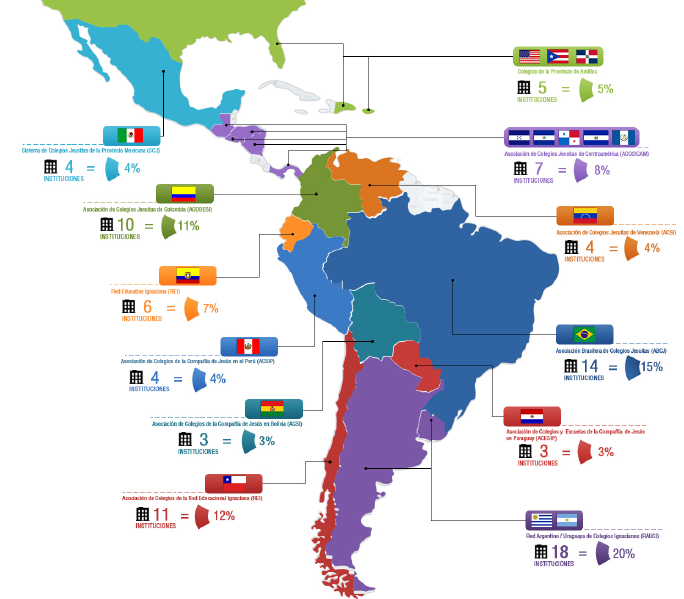 Colegios de la Provincia de Antillas
5 = 5%
INSTITUCIONES
Sistema de Colegios Jesuitas de la Provincia Mexicana (SCJ)
4 = 4%
INSTITUCIONES
Asociación de Colegios Jesuitas de Centroamérica (ACOSICAM)
7 = 8%
INSTITUCIONES
Asociación de Colegios Jesuitas de Colombia (ACODESI)
10 = 11%
INSTITUCIONES
Asociación de Colegios Jesuitas de Venezuela (ACSI)
4 = 4%
INSTITUCIONES
Red Educativa Ignaciana (REI)
6 = 7%
INSTITUCIONES
Asociación de Colegios de la Compañía de Jesús en el Perú (ACSIP)
4 = 4%
INSTITUCIONES
Asociación Brasilera de Colegios Jesuitas (ABCJ)
14 = 15%
INSTITUCIONES
Asociación de Colegios de la Compañía de Jesús en Bolivia (ACSI)
3 = 3%
INSTITUCIONES
Asociación de Colegios y Escuelas de la Compañía de Jesús
en Paraguay (ACESIP)
3 = 3%
INSTITUCIONES
Asociación de Colegios de la Red Educacional Ignaciana (REI)
11 = 12%
INSTITUCIONES
Red Argentino / Uruguaya de Colegios Ignacianos (RAUCI)
18 = 20%
INSTITUCIONES